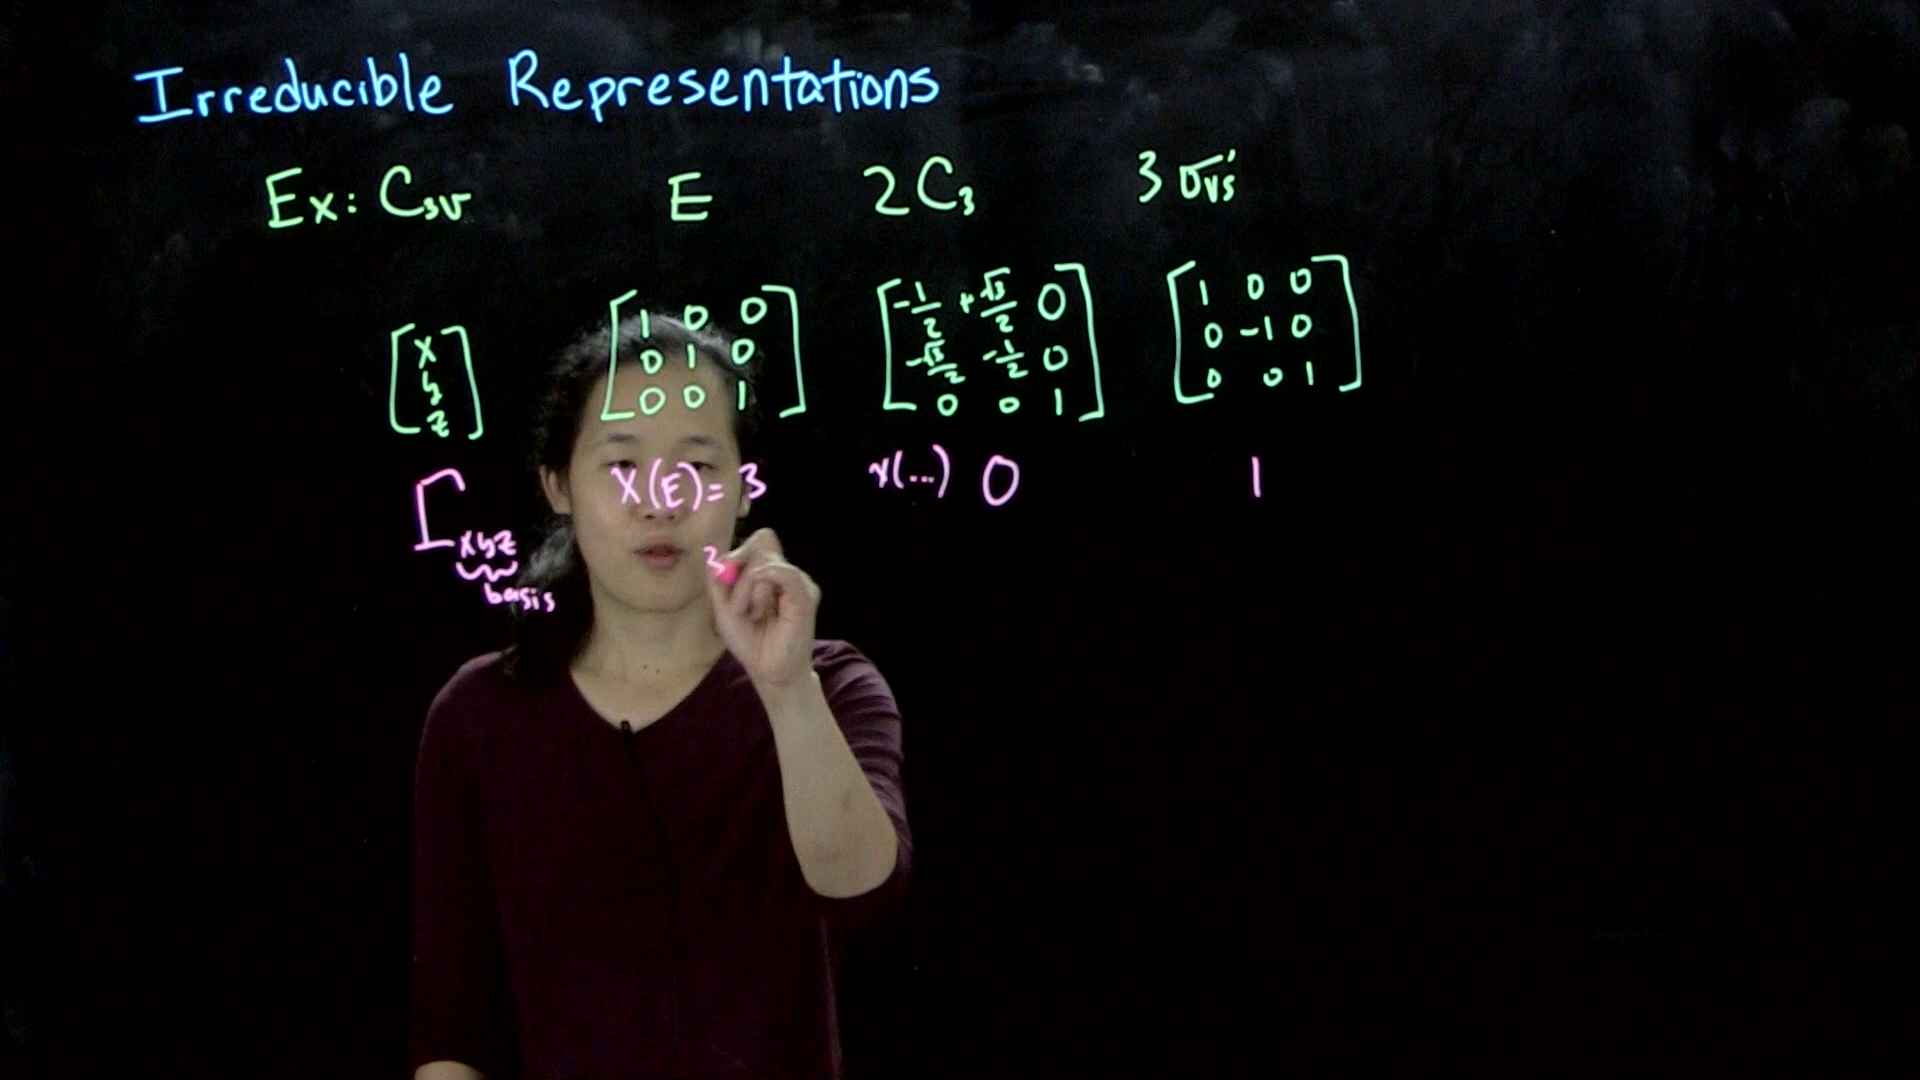 Irreducible Representations
Ex: C3v E 2C3 3σv's
[x y z] [1 0 0 0 1 0 0 0 1] [-1/2 +√3/2 0 -√3/2 -1/2 0 0 0 1] [1 0 0 0 -1 0 0 0 1]
Γxyz χ(E)=3 χ(...) 0 1
basis
3